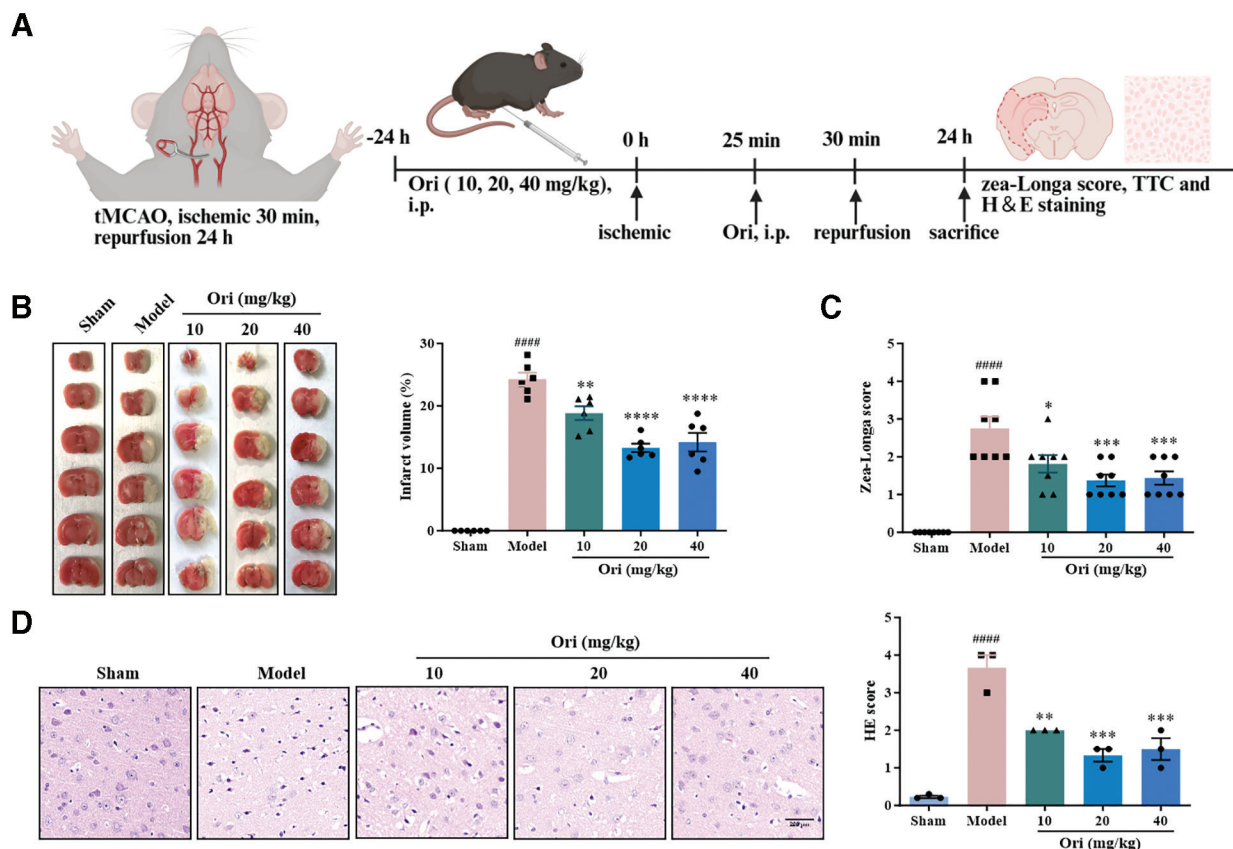 A
-24 h
0 h
25 min
30 min
24 h
Ori ( 10, 20, 40 mg/kg),
i.p.
zea-Longa score, TTC and
H & E staining
tMCAO, ischemic 30 min,
repurfusion 24 h
ischemic
Ori, i.p.
repurfusion
sacrifice
B
Sham
Model
Ori (mg/kg)
10
20
40
Infarct volume (%)
30
20
10
0
####
**
****
****
Sham
Model
10
20
40
Ori (mg/kg)
C
Zea-Longa score
5
4
3
2
1
0
####
*
***
***
Sham
Model
10
20
40
Ori (mg/kg)
D
Ori (mg/kg)
Sham
Model
10
20
40
HE score
5
4
3
2
1
0
####
**
***
***
Sham
Model
10
20
40
Ori (mg/kg)